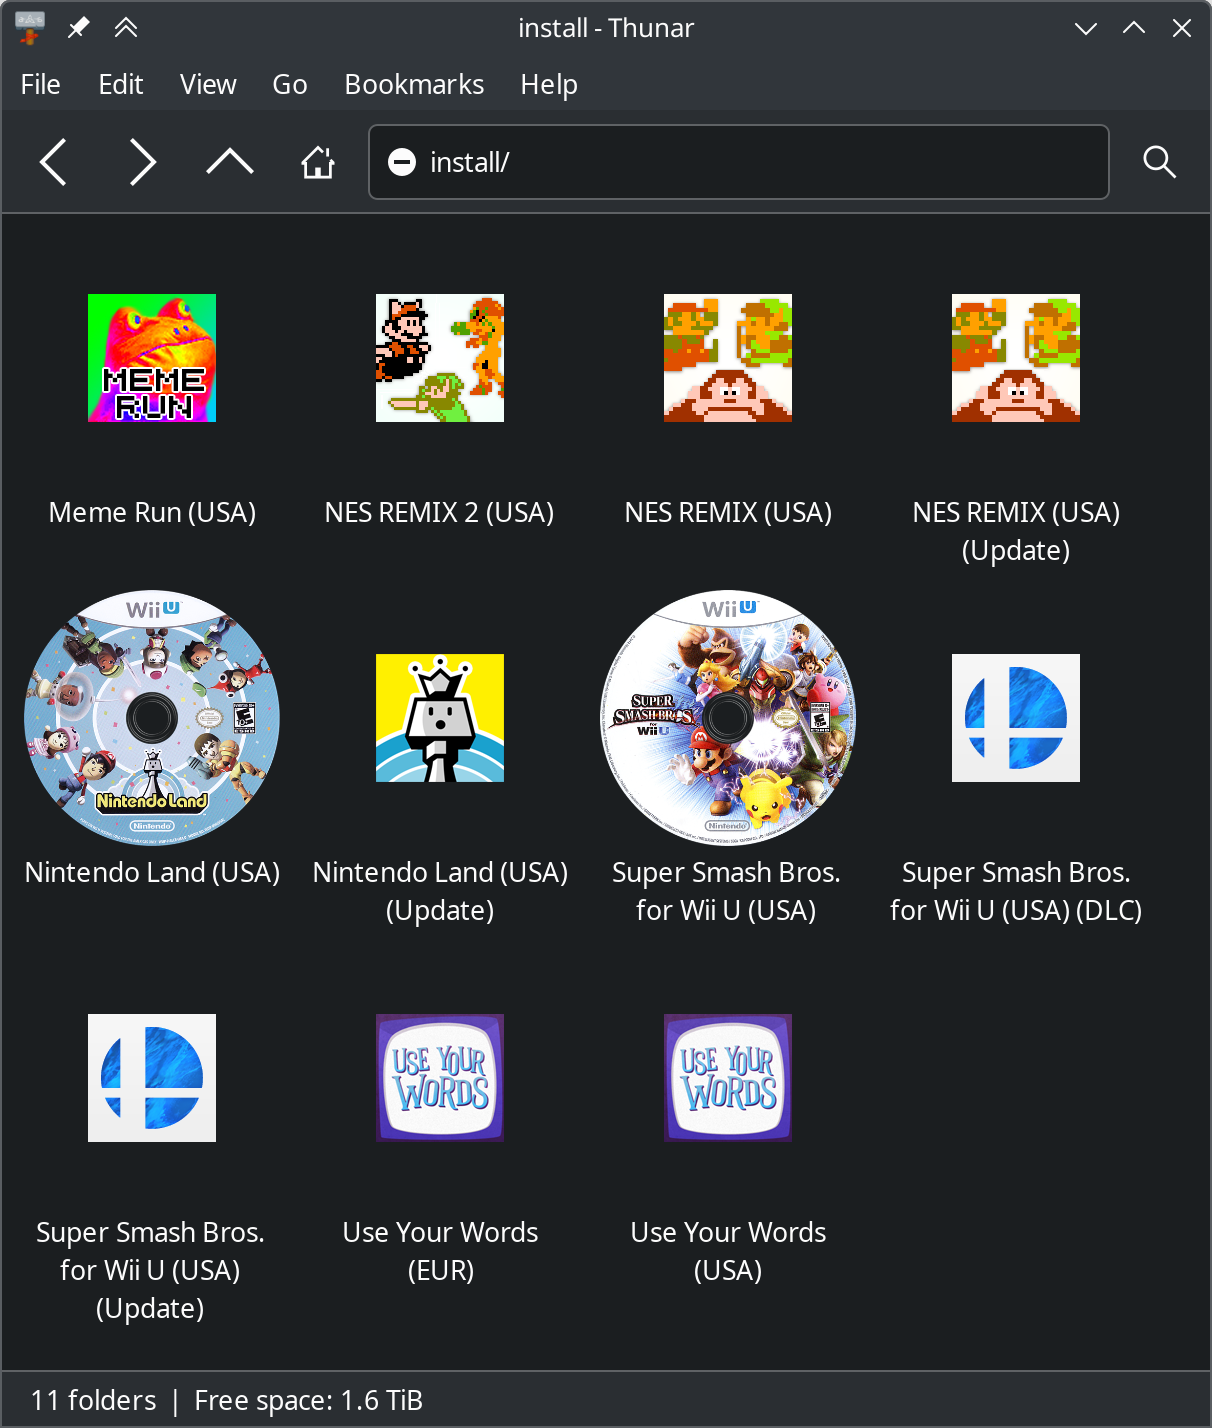 install - Thunar
File Edit View Go Bookmarks Help
install/
MEME
RUN
Meme Run (USA)
NES REMIX 2 (USA)
NES REMIX (USA)
NES REMIX (USA)
(Update)
Wii U
Nintendo Land
Nintendo
Nintendo Land (USA)
Nintendo Land (USA)
(Update)
Wii U
SUPER
SMASH BROS.
for
Wii U
Nintendo
Super Smash Bros.
for Wii U (USA)
Super Smash Bros.
for Wii U (USA) (DLC)
Super Smash Bros.
for Wii U (USA)
(Update)
USE YOUR
WORDS
Use Your Words
(EUR)
USE YOUR
WORDS
Use Your Words
(USA)
11 folders | Free space: 1.6 TiB